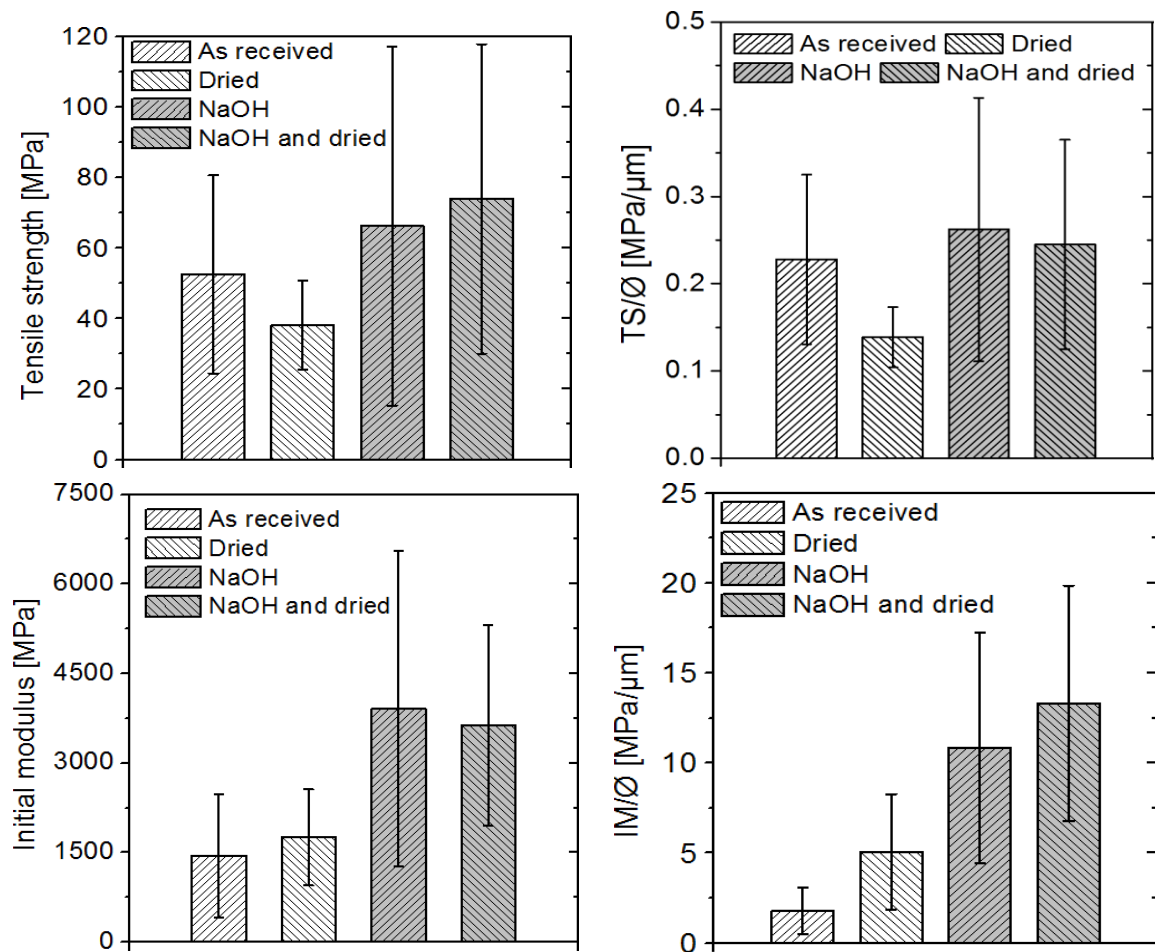 Tensile strength [MPa]
120
100
80
60
40
20
0
As received
Dried
NaOH
NaOH and dried
TS/Ø [MPa/µm]
0.5
0.4
0.3
0.2
0.1
0.0
As received Dried
NaOH NaOH and dried
Initial modulus [MPa]
7500
6000
4500
3000
1500
0
As received
Dried
NaOH
NaOH and dried
IM/Ø [MPa/µm]
25
20
15
10
5
0
As received
Dried
NaOH
NaOH and dried